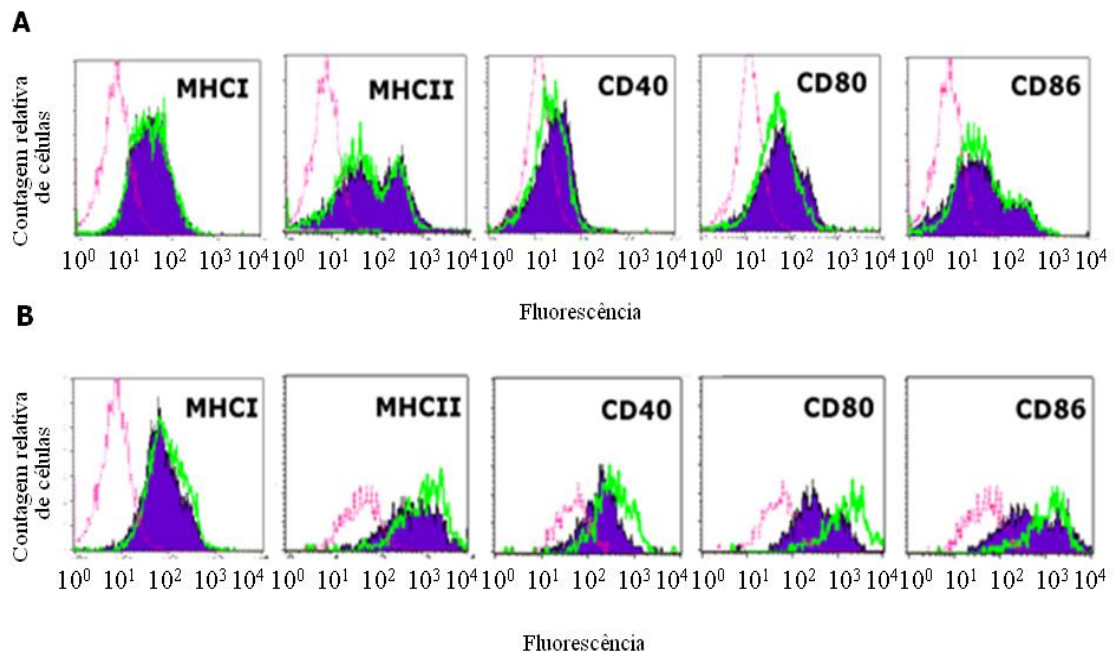 A
MHCI
MHCII
CD40
CD80
CD86
Contagem relativa
de células
10⁰ 10¹ 10² 10³ 10⁴ 10⁰ 10¹ 10² 10³ 10⁴ 10⁰ 10¹ 10² 10³ 10⁴ 10⁰ 10¹ 10² 10³ 10⁴ 10⁰ 10¹ 10² 10³ 10⁴
Fluorescência
B
MHCI
MHCII
CD40
CD80
CD86
Contagem relativa
de células
10⁰ 10¹ 10² 10³ 10⁴ 10⁰ 10¹ 10² 10³ 10⁴ 10⁰ 10¹ 10² 10³ 10⁴ 10⁰ 10¹ 10² 10³ 10⁴ 10⁰ 10¹ 10² 10³ 10⁴
Fluorescência